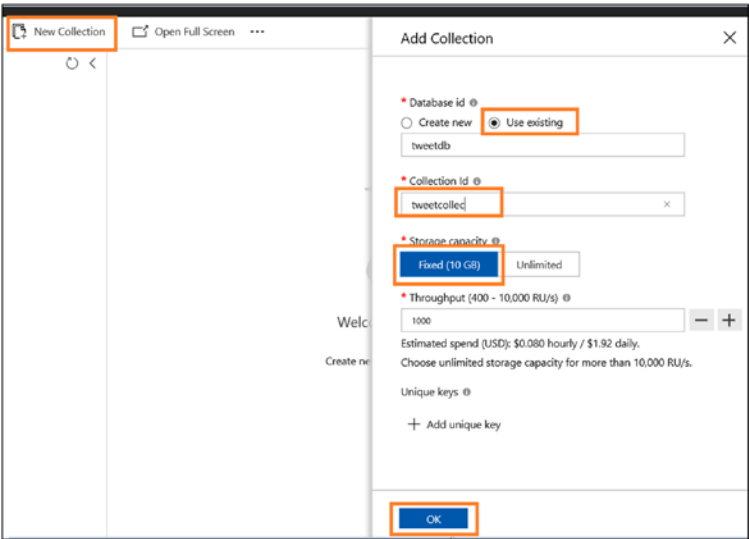 New Collection
Open Full Screen
Add Collection
* Database id
Create new
Use existing
tweetdb
* Collection Id
tweetcollec
* Storage capacity
Fixed (10 GB)
Unlimited
* Throughput (400 - 10,000 RU/s)
1000
Welc
Estimated spend (USD): $0.080 hourly / $1.92 daily.
Create ne
Choose unlimited storage capacity for more than 10,000 RU/s.
Unique keys
Add unique key
OK